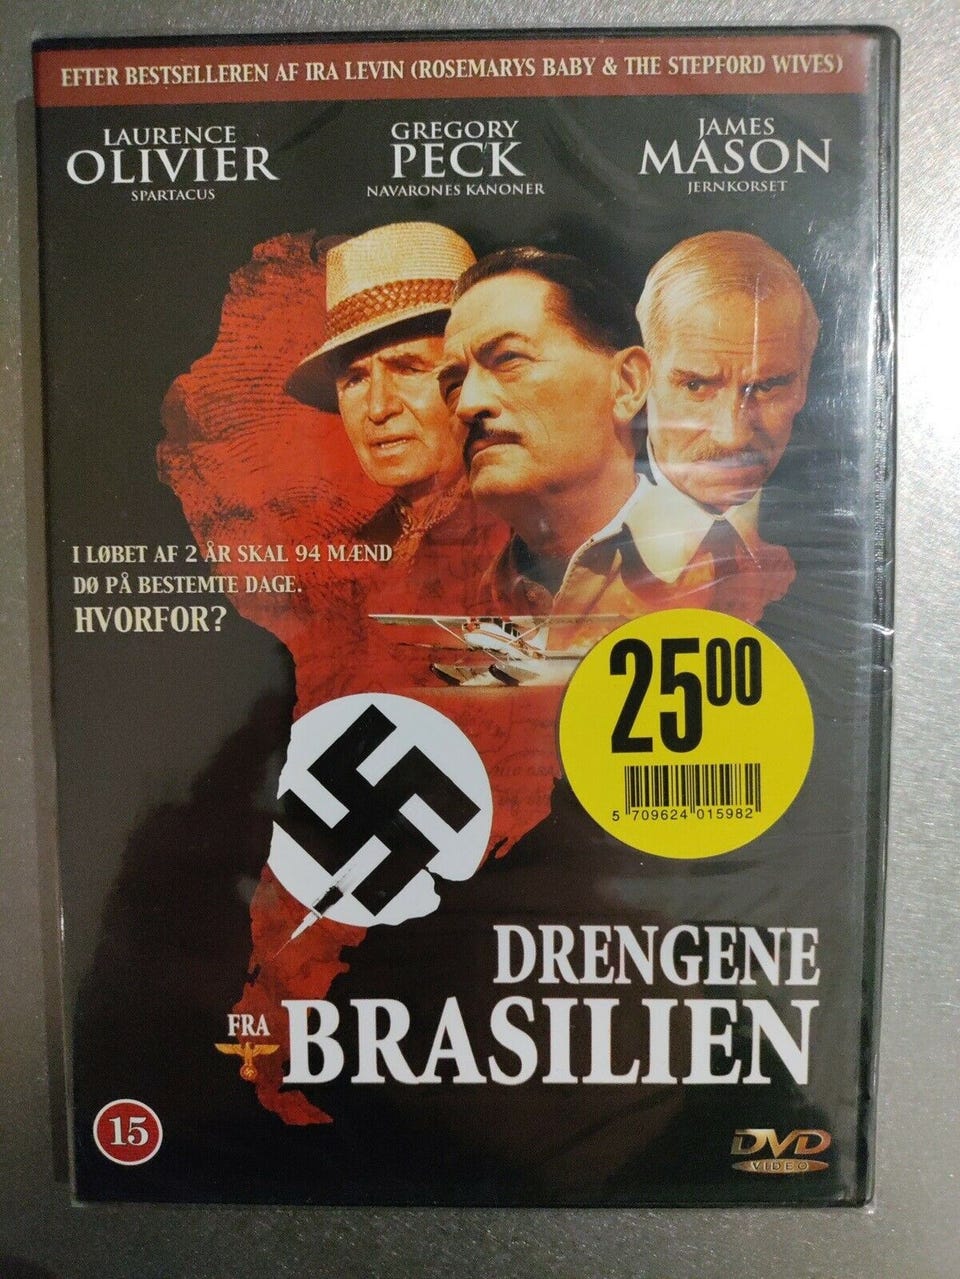 EFTER BESTSELLEREN AF IRA LEVIN (ROSEMARYS BABY & THE STEPFORD WIVES)
LAURENCE
OLIVIER
SPARTACUS
GREGORY
PECK
NAVARONES KANONER
JAMES
MASON
JERNKORSET
I LØBET AF 2 ÅR SKAL 94 MÆND
DØ PÅ BESTEMTE DAGE.
HVORFOR?
25⁰⁰
5 709624 015982
DRENGENE
FRA BRASILIEN
15
DVD
VIDEO